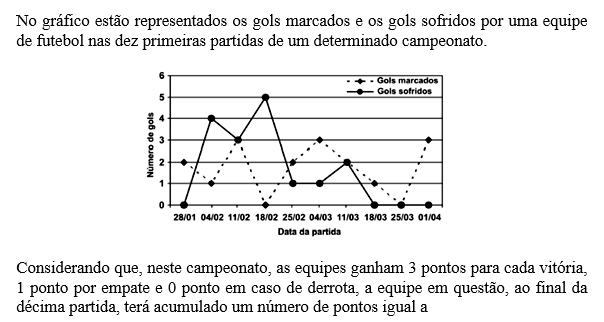 No gráfico estão representados os gols marcados e os gols sofridos por uma equipe
de futebol nas dez primeiras partidas de um determinado campeonato.
6
5
4
3
2
1
0
Número de gols
Gols marcados
Gols sofridos
28/01 04/02 11/02 18/02 25/02 04/03 11/03 18/03 25/03 01/04
Data da partida
Considerando que, neste campeonato, as equipes ganham 3 pontos para cada vitória,
1 ponto por empate e 0 ponto em caso de derrota, a equipe em questão, ao final da
décima partida, terá acumulado um número de pontos igual a